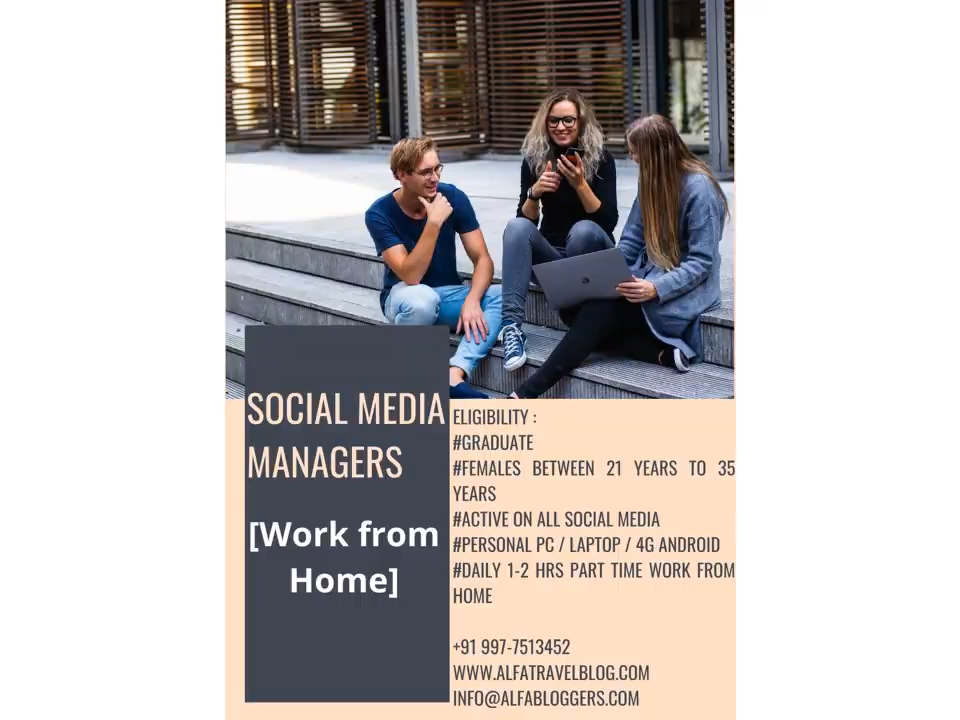 SOCIAL MEDIA
MANAGERS
[Work from
Home]
ELIGIBILITY :
#GRADUATE
#FEMALES BETWEEN 21 YEARS TO 35
YEARS
#ACTIVE ON ALL SOCIAL MEDIA
#PERSONAL PC / LAPTOP / 4G ANDROID
#DAILY 1-2 HRS PART TIME WORK FROM
HOME
+91 997-7513452
WWW.ALFATRAVELBLOG.COM
INFO@ALFABLOGGERS.COM